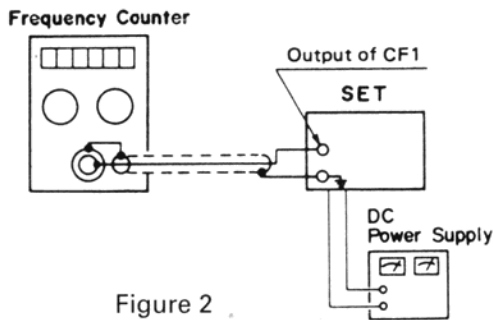 Frequency Counter
Output of CF1
SET
DC
Power Supply
Figure 2